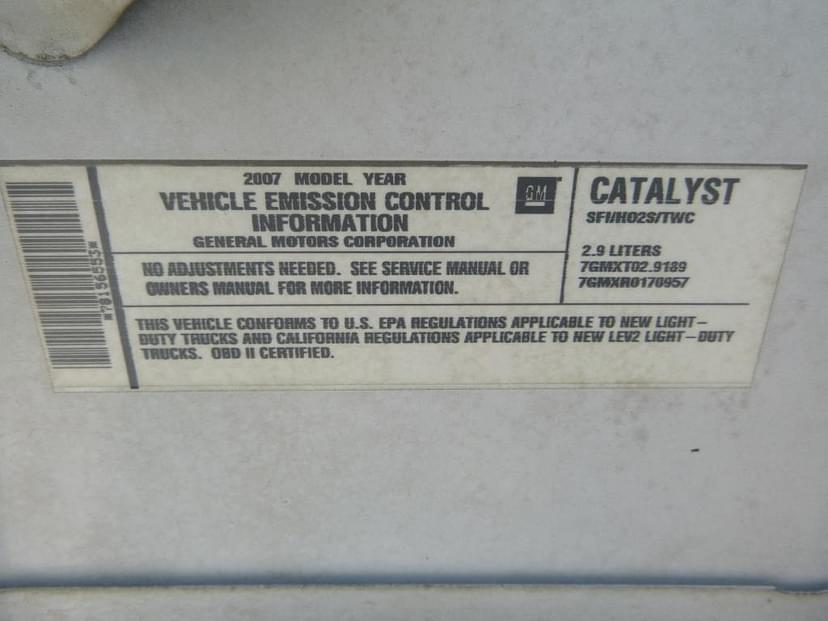 2007 MODEL YEAR
VEHICLE EMISSION CONTROL
INFORMATION
GENERAL MOTORS CORPORATION
GM
NO ADJUSTMENTS NEEDED. SEE SERVICE MANUAL OR
OWNERS MANUAL FOR MORE INFORMATION.
CATALYST
SFI/HO2S/TWC
2.9 LITERS
7GMXT02.9189
7GMXR0170957
THIS VEHICLE CONFORMS TO U.S. EPA REGULATIONS APPLICABLE TO NEW LIGHT-
DUTY TRUCKS AND CALIFORNIA REGULATIONS APPLICABLE TO NEW LEV2 LIGHT-DUTY
TRUCKS. OBD II CERTIFIED.